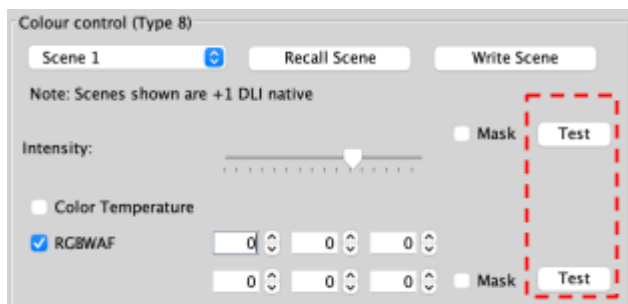 Colour control (Type 8)
Scene 1 Recall Scene Write Scene
Note: Scenes shown are +1 DLI native
Mask Test
Intensity:
Color Temperature
RGBWAF 0 0 0
0 0 0 Mask Test